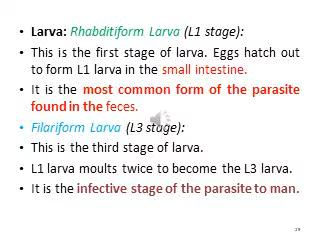 • Larva: Rhabditiform Larva (L1 stage):
• This is the first stage of larva. Eggs hatch out
to form L1 larva in the small intestine.
• It is the most common form of the parasite
found in the feces.
• Filariform Larva (L3 stage):
• This is the third stage of larva.
• L1 larva moults twice to become the L3 larva.
• It is the infective stage of the parasite to man.
29